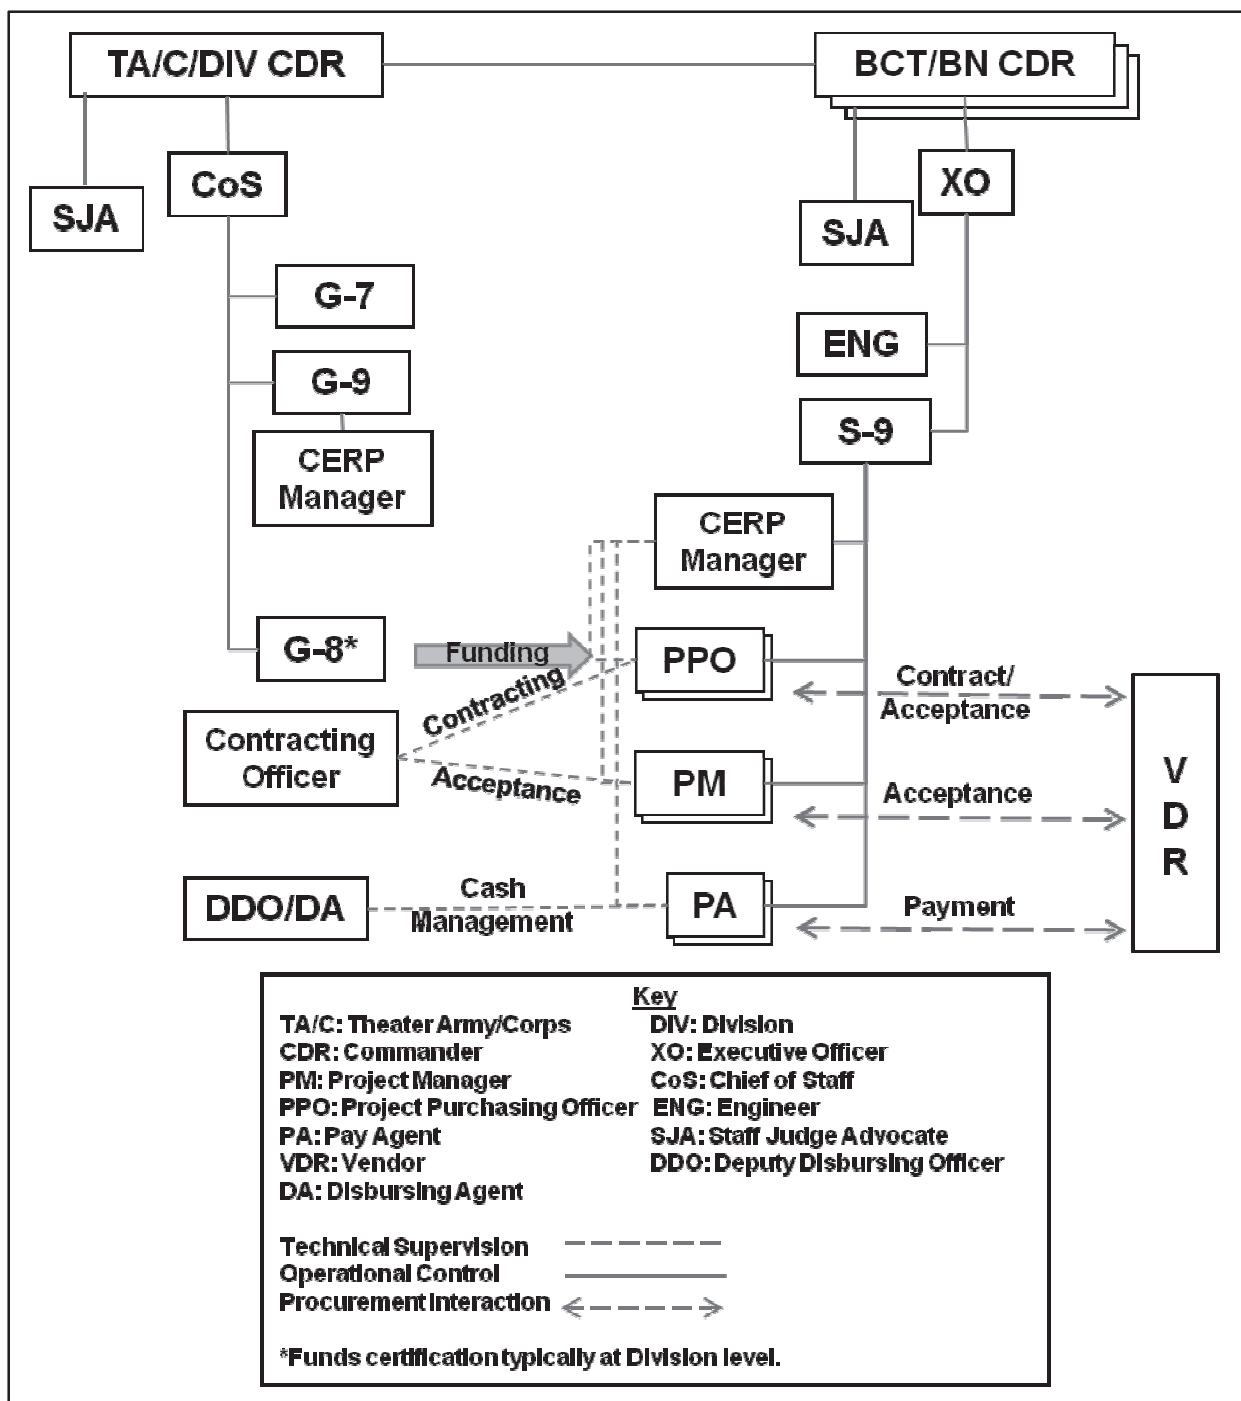 TA/C/DIV CDR
BCT/BN CDR
CoS
XO
SJA
SJA
G-7
ENG
G-9
S-9
CERP
Manager
CERP
Manager
G-8*
Funding
PPO
Contracting
Contract/
Acceptance
Contracting
Officer
Acceptance
PM
Acceptance
V
D
R
DDO/DA
Cash
Management
PA
Payment
Key
TA/C: Theater Army/Corps DIV: Division
CDR: Commander XO: Executive Officer
PM: Project Manager CoS: Chief of Staff
PPO: Project Purchasing Officer ENG: Engineer
PA: Pay Agent SJA: Staff Judge Advocate
VDR: Vendor DDO: Deputy Disbursing Officer
DA: Disbursing Agent
Technical Supervision
Operational Control
Procurement Interaction
*Funds certification typically at Division level.